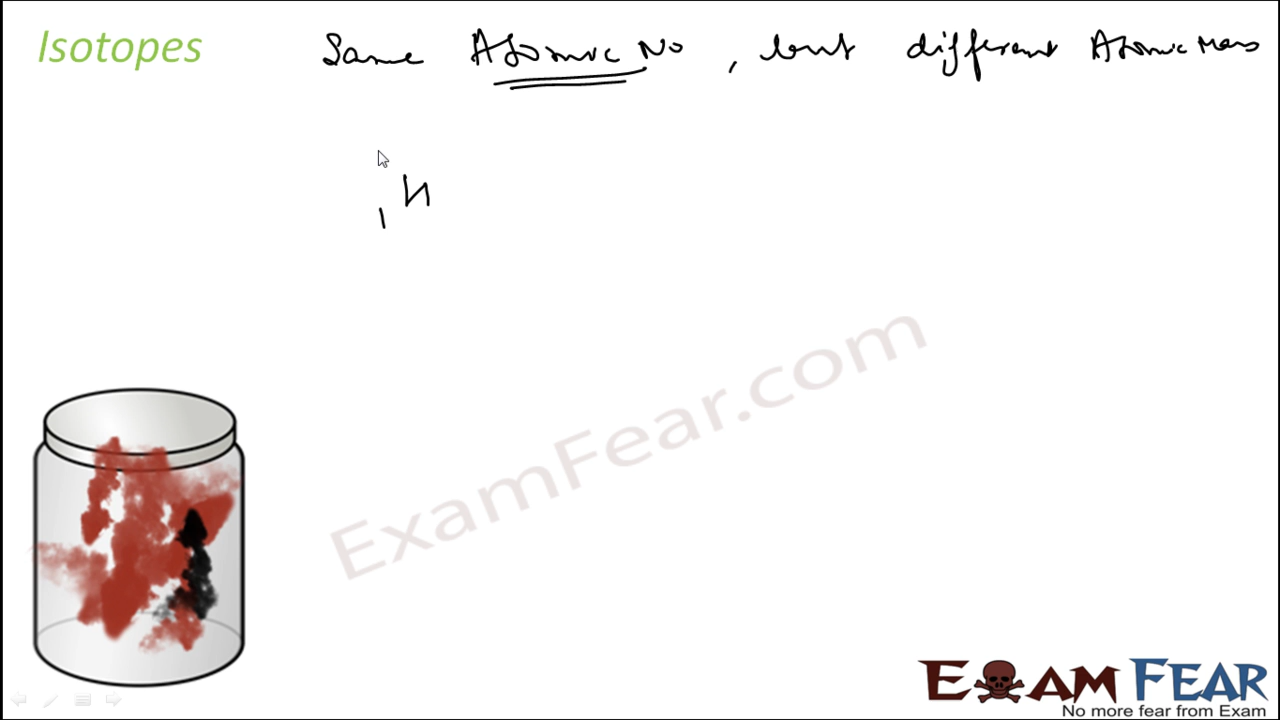 Isotopes Same Atomic No , but different Atomic Mass
₁H
ExamFear.com
EXAM FEAR
No more fear from Exam